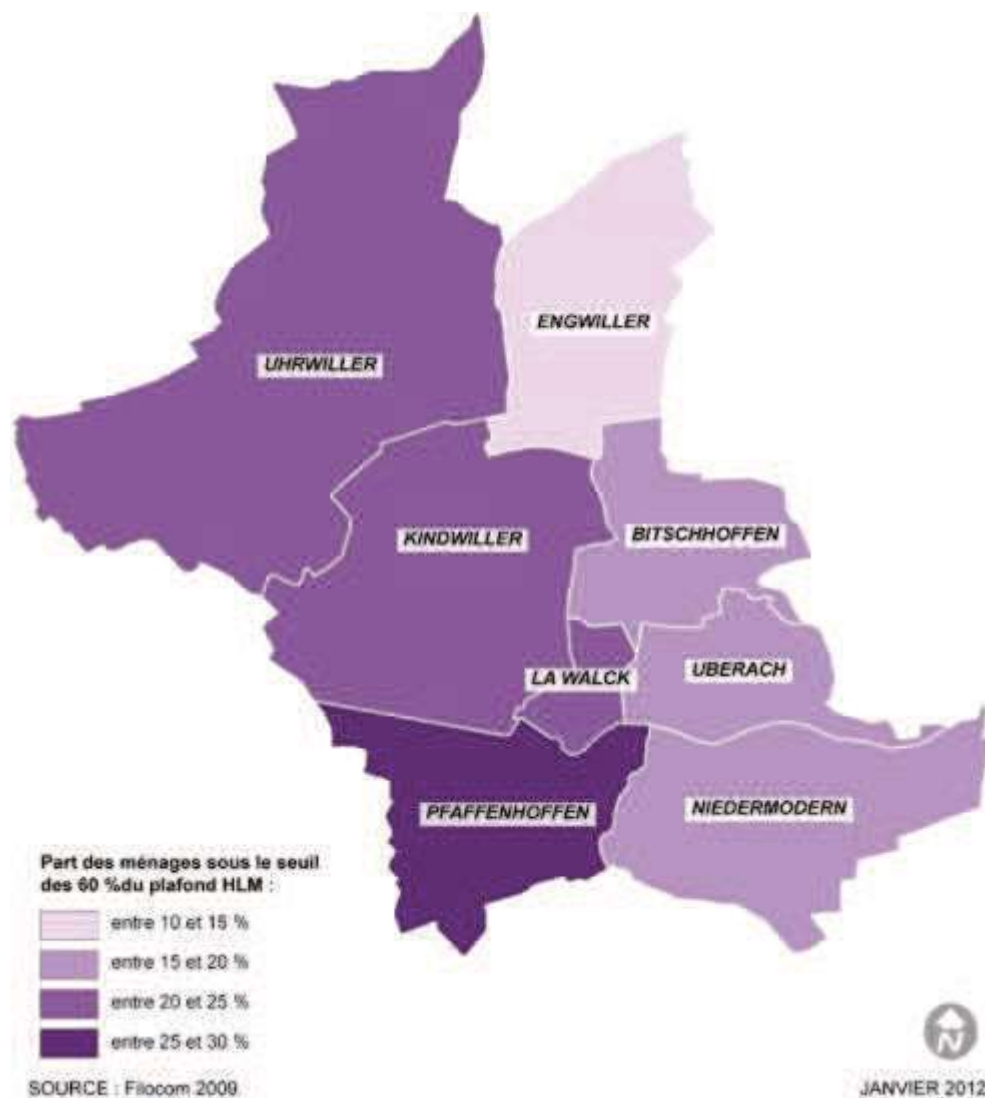 ENGWILLER
UHRWILLER
KINDWILLER
BITSCHHOFFEN
LA WALCK
UBERACH
PFAFFENHOFFEN
NIEDERMODERN
Part des ménages sous le seuil
des 60 %du plafond HLM :
entre 10 et 15 %
entre 15 et 20 %
entre 20 et 25 %
entre 25 et 30 %
N
SOURCE : Filocom 2009
JANVIER 2012